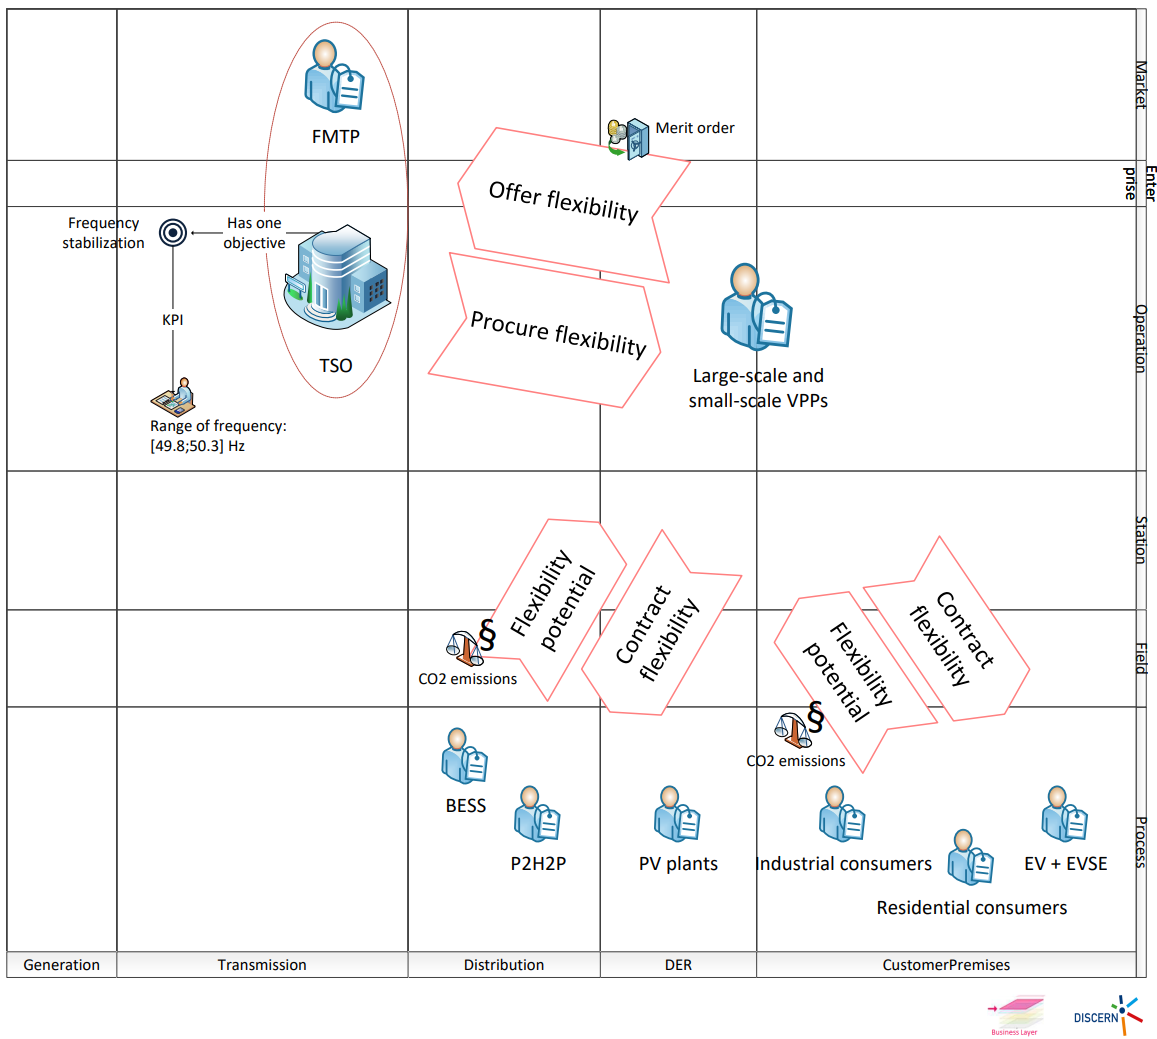 Market
FMTP
Merit order
Enter
prise
Offer flexibility
Frequency
stabilization
Has one
objective
Procure flexibility
Operation
KPI
TSO
Large-scale and
small-scale VPPs
Range of frequency:
[49.8;50.3] Hz
Station
Flexibility
potential
Contract
flexibility
Contract
flexibility
Flexibility
potential
Field
§
CO2 emissions
§
CO2 emissions
BESS
P2H2P
PV plants
Industrial consumers
EV + EVSE
Process
Residential consumers
Generation
Transmission
Distribution
DER
CustomerPremises
Business Layer
DISCERN